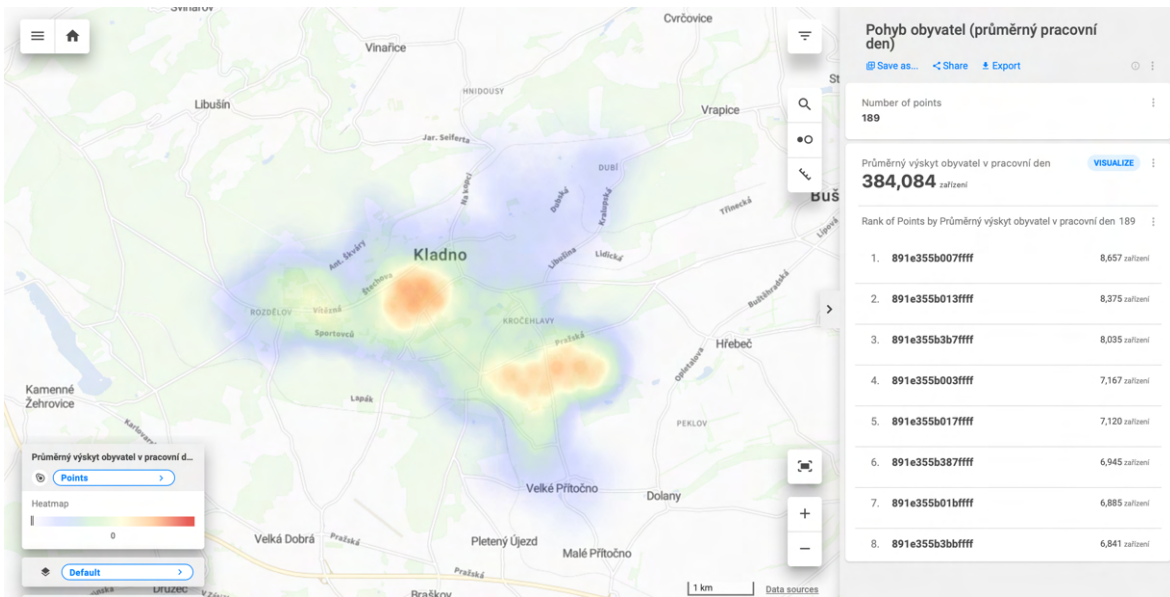 Svinařov
Cvrčovice
Vinařice
HNIDOUSY
Libušín
Vrapice
Jar. Seiferta
Na kopci
DUBÍ
Dubská
Kralupská
Třinecká
Buš
Lipová
Kladno
Ant. Škváry
Libušina
Lidická
Štechova
Buštěhradská
ROZDĚLOV
Vítězná
KROČEHLAVY
Sportovců
Pražská
Hřebeč
Opletalova
Kamenné
Žehrovice
Lapák
PEKLOV
Karlovarská
Velké Přítočno
Dolany
Velká Dobrá
Pražská
Pletený Újezd
Malé Přítočno
Pražská
Družec
Braškov
1 km
Data sources
Průměrný výskyt obyvatel v pracovní d...
Points
Heatmap
0
Default
Pohyb obyvatel (průměrný pracovní
den)
Save as... Share Export
Number of points
189
Průměrný výskyt obyvatel v pracovní den VISUALIZE
384,084 zařízení
Rank of Points by Průměrný výskyt obyvatel v pracovní den 189
1. 891e355b007ffff 8,657 zařízení
2. 891e355b013ffff 8,375 zařízení
3. 891e355b3b7ffff 8,035 zařízení
4. 891e355b003ffff 7,167 zařízení
5. 891e355b017ffff 7,120 zařízení
6. 891e355b387ffff 6,945 zařízení
7. 891e355b01bffff 6,885 zařízení
8. 891e355b3bbffff 6,841 zařízení